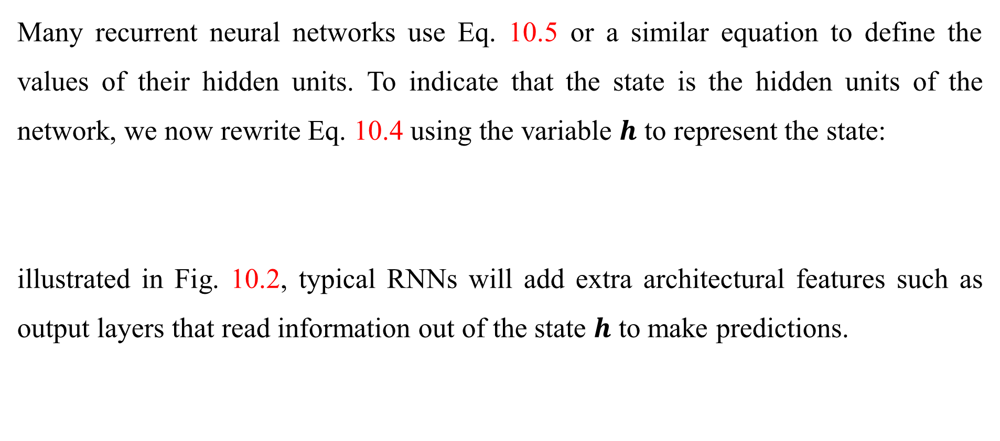 Many recurrent neural networks use Eq. 10.5 or a similar equation to define the
values of their hidden units. To indicate that the state is the hidden units of the
network, we now rewrite Eq. 10.4 using the variable h to represent the state:
illustrated in Fig. 10.2, typical RNNs will add extra architectural features such as
output layers that read information out of the state h to make predictions.